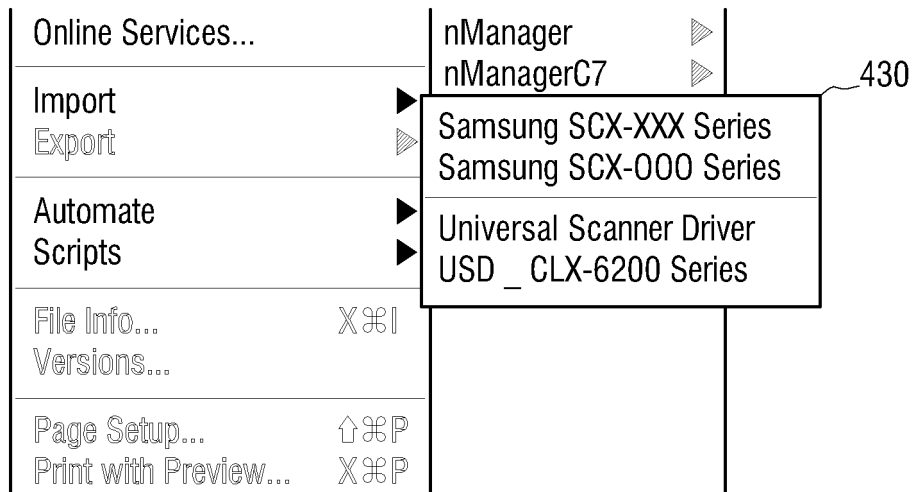 Online Services...
Import
Export
Automate
Scripts
File Info... X⌘I
Versions...
Page Setup... ⇧⌘P
Print with Preview... X⌘P
nManager
nManagerC7
430
Samsung SCX-XXX Series
Samsung SCX-OOO Series
Universal Scanner Driver
USD _ CLX-6200 Series